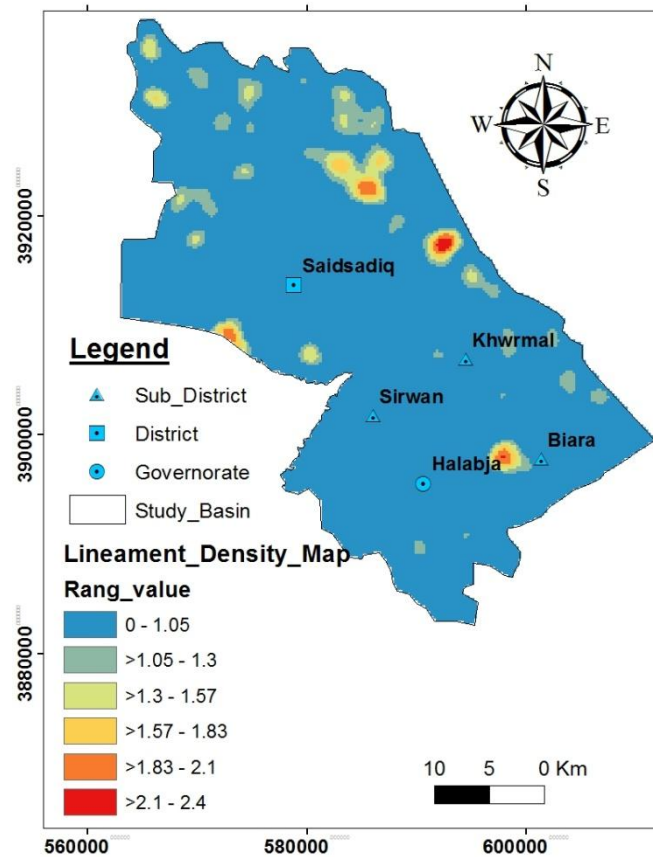 N
W E
S
3920000
3900000
3880000
Saidsadiq
Khwrmal
Sirwan
Biara
Halabja
Legend
Sub_District
District
Governorate
Study_Basin
Lineament_Density_Map
Rang_value
0 - 1.05
>1.05 - 1.3
>1.3 - 1.57
>1.57 - 1.83
>1.83 - 2.1
>2.1 - 2.4
10 5 0 Km
560000 580000 600000